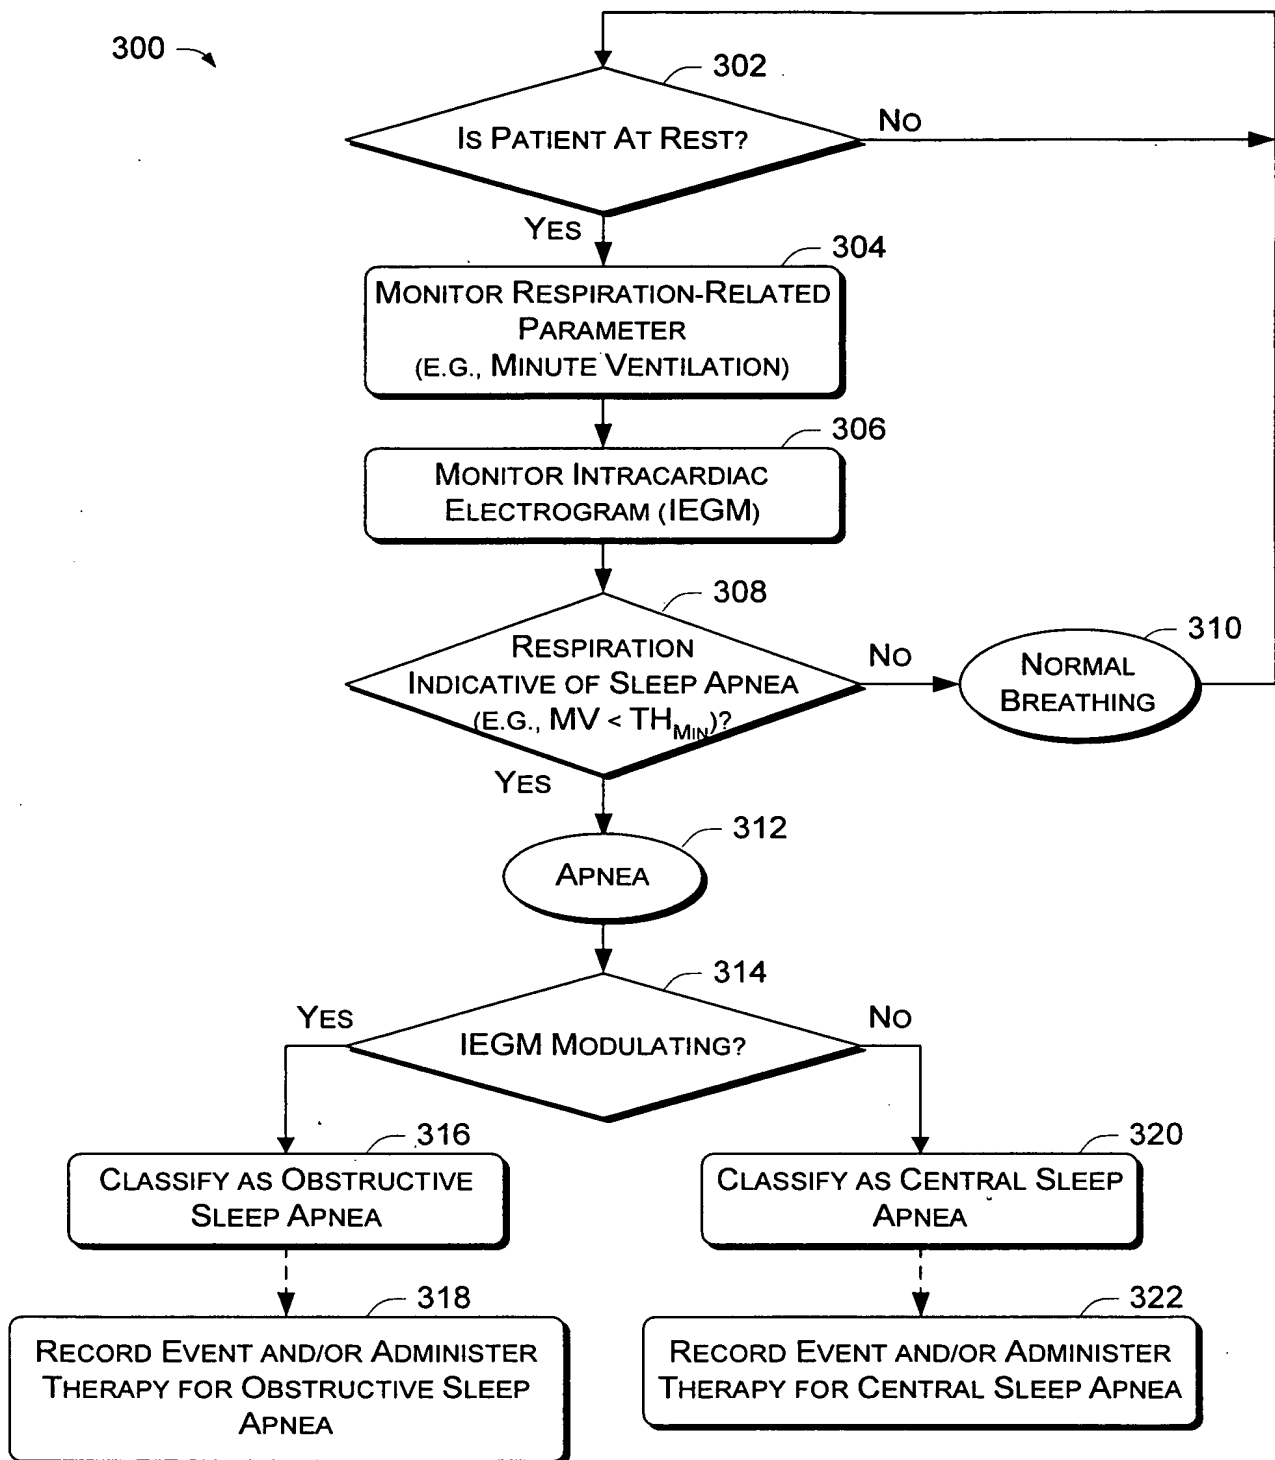 300
302
IS PATIENT AT REST?
NO
YES
304
MONITOR RESPIRATION-RELATED
PARAMETER
(E.G., MINUTE VENTILATION)
306
MONITOR INTRACARDIAC
ELECTROGRAM (IEGM)
308
RESPIRATION
INDICATIVE OF SLEEP APNEA
(E.G., MV < TH_MIN)?
NO
310
NORMAL
BREATHING
YES
312
APNEA
314
IEGM MODULATING?
YES
NO
316
CLASSIFY AS OBSTRUCTIVE
SLEEP APNEA
320
CLASSIFY AS CENTRAL SLEEP
APNEA
318
RECORD EVENT AND/OR ADMINISTER
THERAPY FOR OBSTRUCTIVE SLEEP
APNEA
322
RECORD EVENT AND/OR ADMINISTER
THERAPY FOR CENTRAL SLEEP APNEA